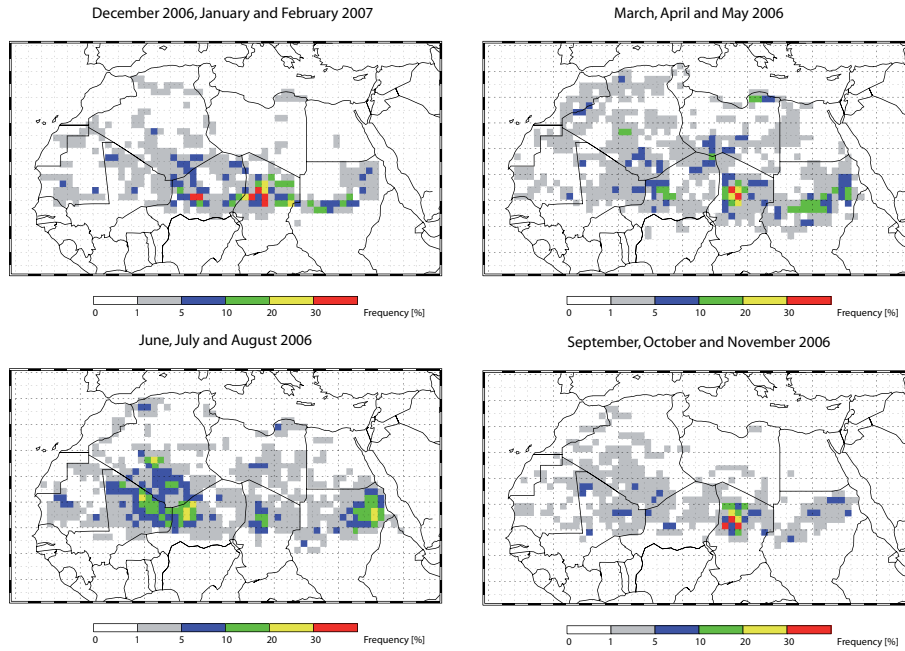 December 2006, January and February 2007
March, April and May 2006
0 1 5 10 20 30 Frequency [%]
0 1 5 10 20 30 Frequency [%]
June, July and August 2006
September, October and November 2006
0 1 5 10 20 30 Frequency [%]
0 1 5 10 20 30 Frequency [%]